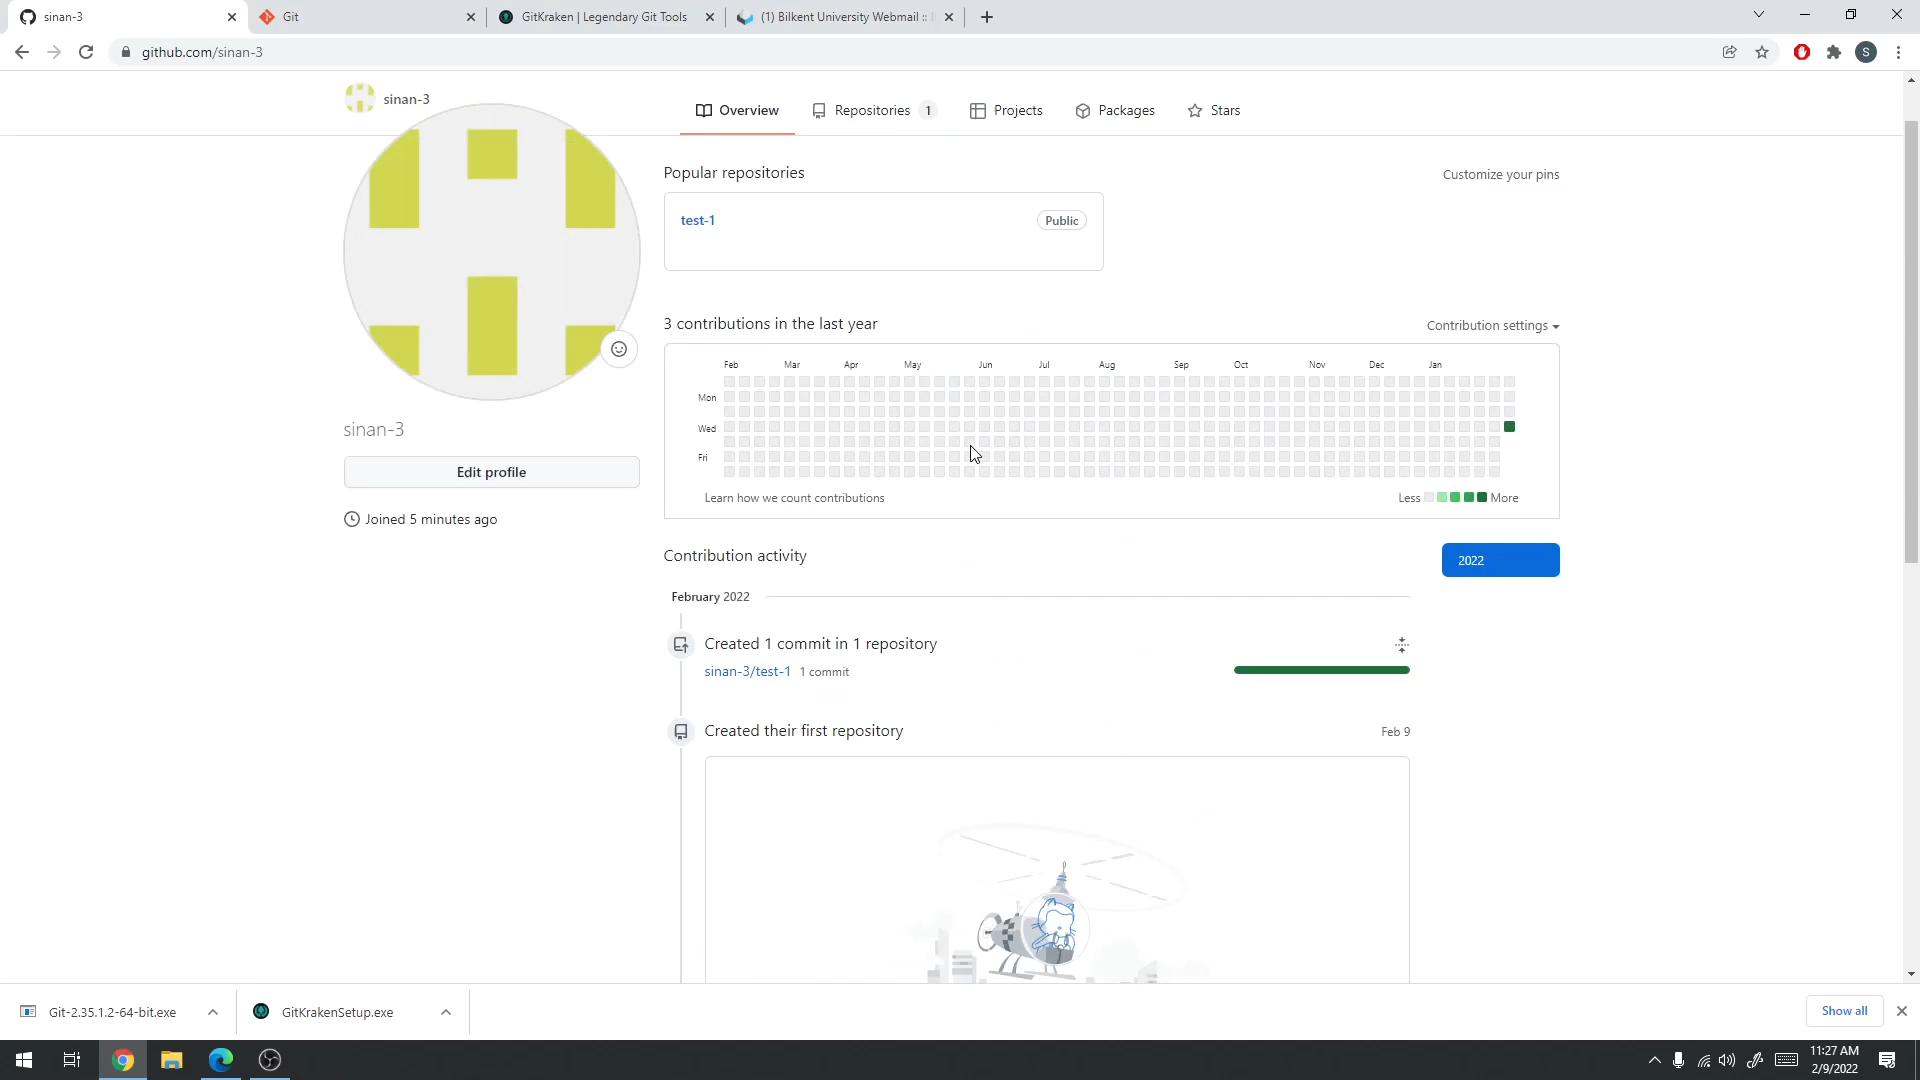 sinan-3
Git
GitKraken | Legendary Git Tools
(1) Bilkent University Webmail ::
github.com/sinan-3
S
sinan-3
Overview
Repositories 1
Projects
Packages
Stars
Popular repositories
Customize your pins
test-1
Public
3 contributions in the last year
Contribution settings
Feb Mar Apr May Jun Jul Aug Sep Oct Nov Dec Jan
Mon
Wed
Fri
Learn how we count contributions
Less More
sinan-3
Edit profile
Joined 5 minutes ago
Contribution activity
2022
February 2022
Created 1 commit in 1 repository
sinan-3/test-1 1 commit
Created their first repository
Feb 9
Git-2.35.1.2-64-bit.exe
GitKrakenSetup.exe
Show all
11:27 AM
2/9/2022